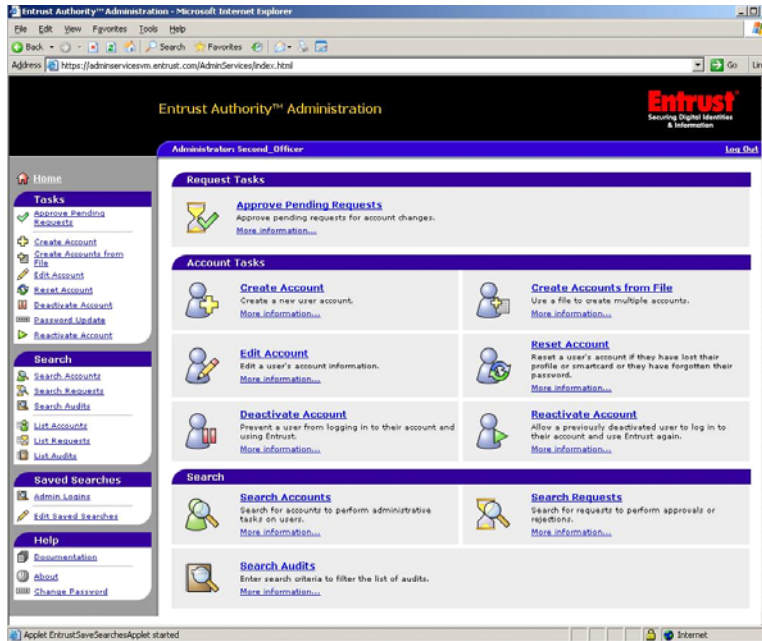 Entrust Authority™ Administration - Microsoft Internet Explorer
File Edit View Favorites Tools Help
Back Search Favorites
Address https://adminservicesvm.entrust.com/AdminServices/index.html Go Lin
Entrust Authority™ Administration
Entrust®
Securing Digital Identities
& Information
Administrator: Second_Officer Log Out
Home
Tasks
Approve Pending
Requests
Create Account
Create Accounts from
File
Edit Account
Reset Account
Deactivate Account
Password Update
Reactivate Account
Search
Search Accounts
Search Requests
Search Audits
List Accounts
List Requests
List Audits
Saved Searches
Admin Logins
Edit Saved Searches
Help
Documentation
About
Change Password
Request Tasks
Approve Pending Requests
Approve pending requests for account changes.
More information...
Account Tasks
Create Account
Create a new user account.
More information...
Create Accounts from File
Use a file to create multiple accounts.
More information...
Edit Account
Edit a user's account information.
More information...
Reset Account
Reset a user's account if they have lost their
profile or smartcard or they have forgotten their
password.
More information...
Deactivate Account
Prevent a user from logging in to their account and
using Entrust.
More information...
Reactivate Account
Allow a previously deactivated user to log in to
their account and use Entrust again.
More information...
Search
Search Accounts
Search for accounts to perform administrative
tasks on users.
More information...
Search Requests
Search for requests to perform approvals or
rejections.
More information...
Search Audits
Enter search criteria to filter the list of audits.
More information...
Applet EntrustSaveSearchesApplet started Internet